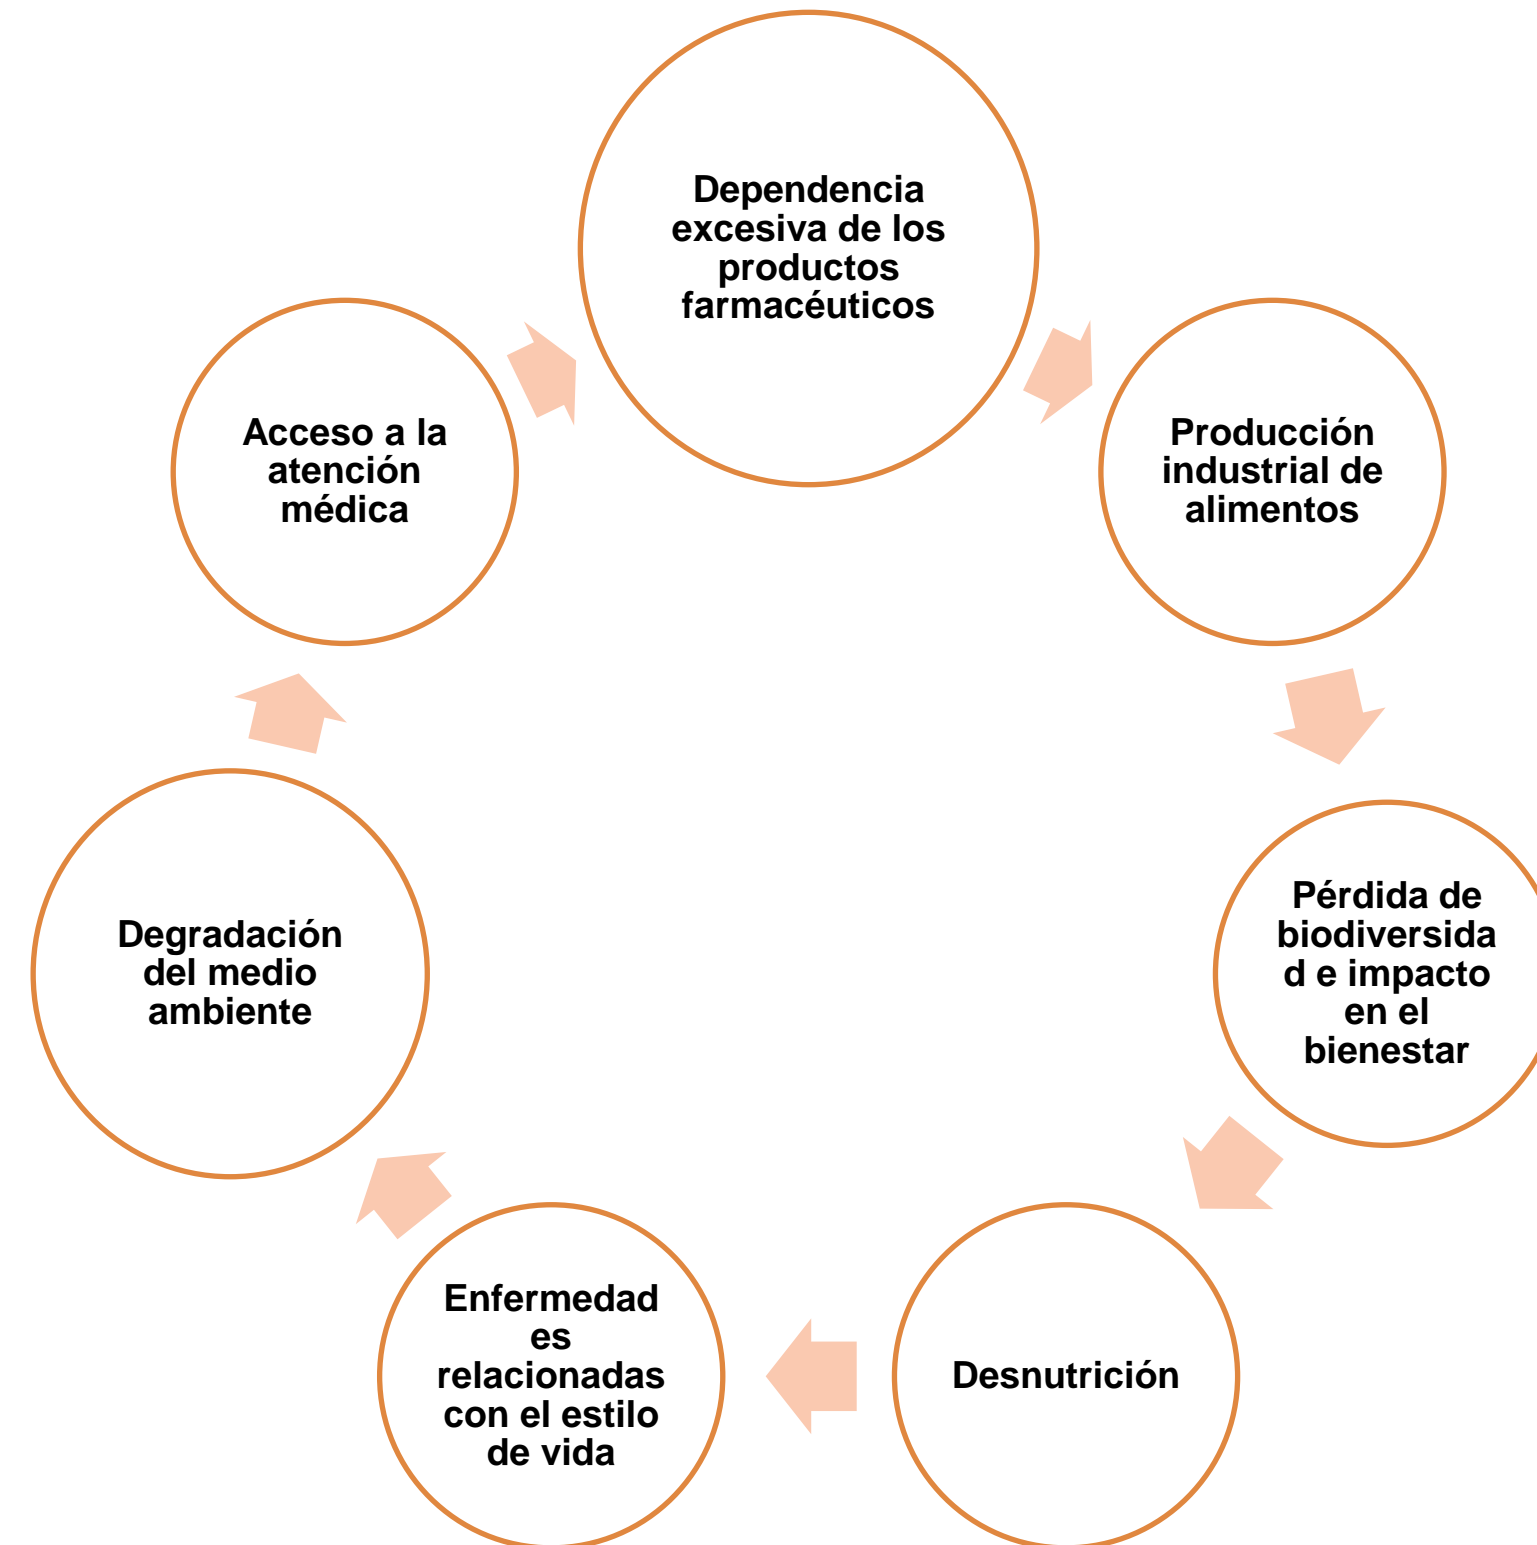 Dependencia
excesiva de los
productos
farmacéuticos
Producción
industrial de
alimentos
Pérdida de
biodiversida
d e impacto
en el
bienestar
Desnutrición
Enfermedad
es
relacionadas
con el estilo
de vida
Degradación
del medio
ambiente
Acceso a la
atención
médica